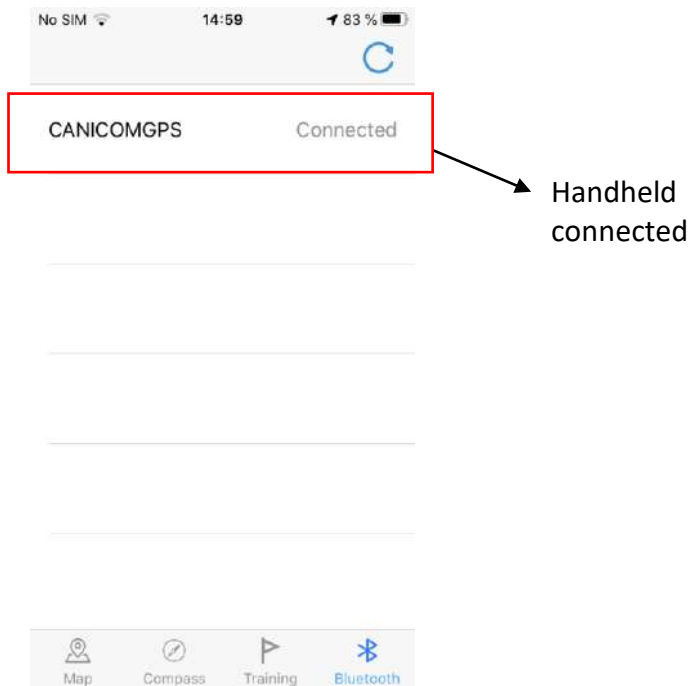 No SIM 14:59 83 %
CANICOMGPS Connected
Handheld
connected
Map Compass Training Bluetooth